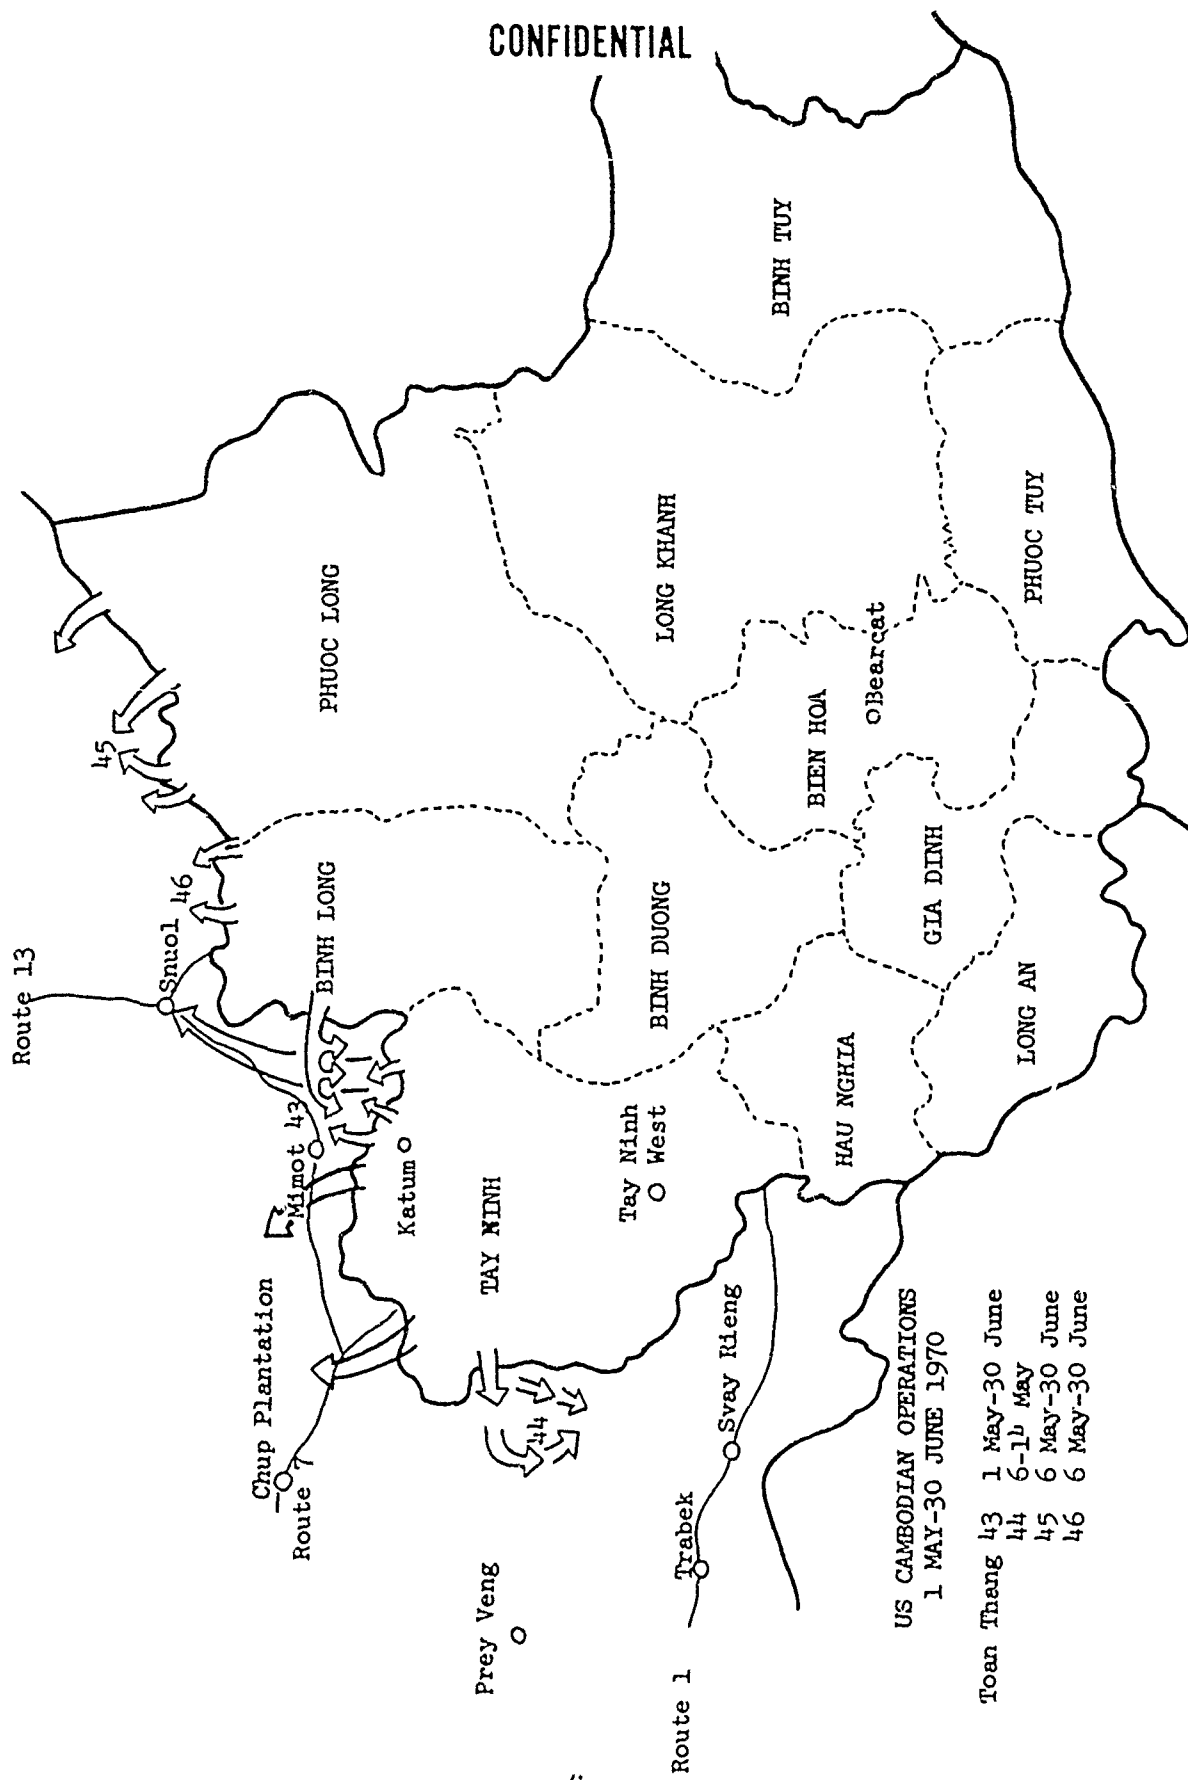 CONFIDENTIAL
Route 13
Snuol
46
45
Mimot
43
Chup Plantation
Route 7
Katum
44
Prey Veng
Tay Ninh
West
Svay Rieng
Trabek
Route 1
PHUOC LONG
BINH LONG
TAY NINH
BINH DUONG
LONG KHANH
BINH TUY
BIEN HOA
Bearcat
HAU NGHIA
GIA DINH
LONG AN
PHUOC TUY
US CAMBODIAN OPERATIONS
1 MAY-30 JUNE 1970
Toan Thang 43 1 May-30 June
44 6-14 May
45 6 May-30 June
46 6 May-30 June